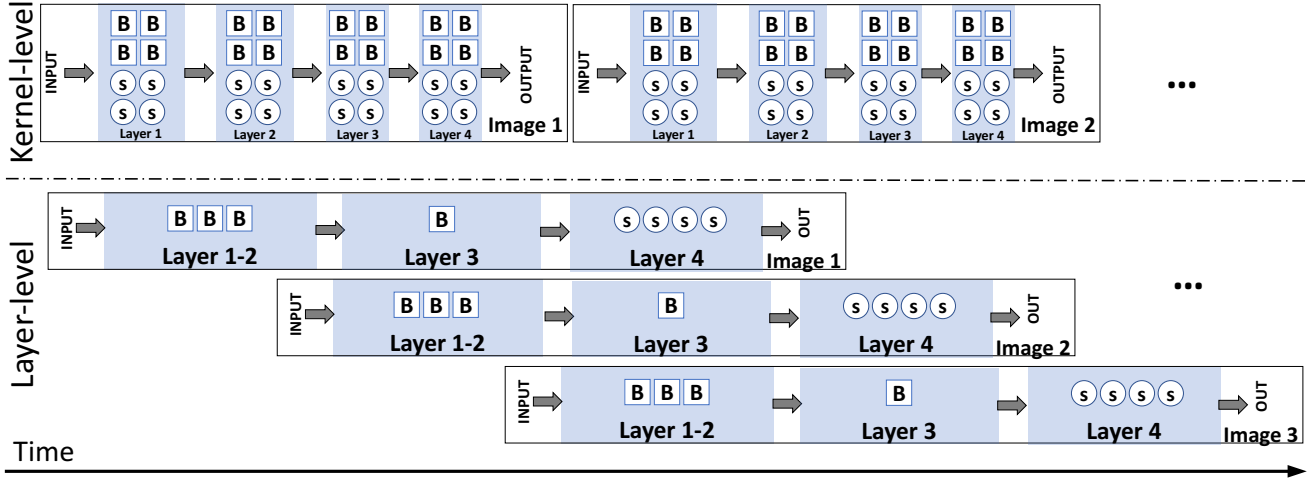 Kernel-level
INPUT
B B
B B
s s
s s
Layer 1
B B
B B
s s
s s
Layer 2
B B
B B
s s
s s
Layer 3
B B
B B
s s
s s
Layer 4
OUTPUT
Image 1
INPUT
B B
B B
s s
s s
Layer 1
B B
B B
s s
s s
Layer 2
B B
B B
s s
s s
Layer 3
B B
B B
s s
s s
Layer 4
OUTPUT
Image 2
...
Layer-level
INPUT
B B B
Layer 1-2
B
Layer 3
s s s s
Layer 4
OUT
Image 1
INPUT
B B B
Layer 1-2
B
Layer 3
s s s s
Layer 4
OUT
Image 2
...
INPUT
B B B
Layer 1-2
B
Layer 3
s s s s
Layer 4
OUT
Image 3
Time